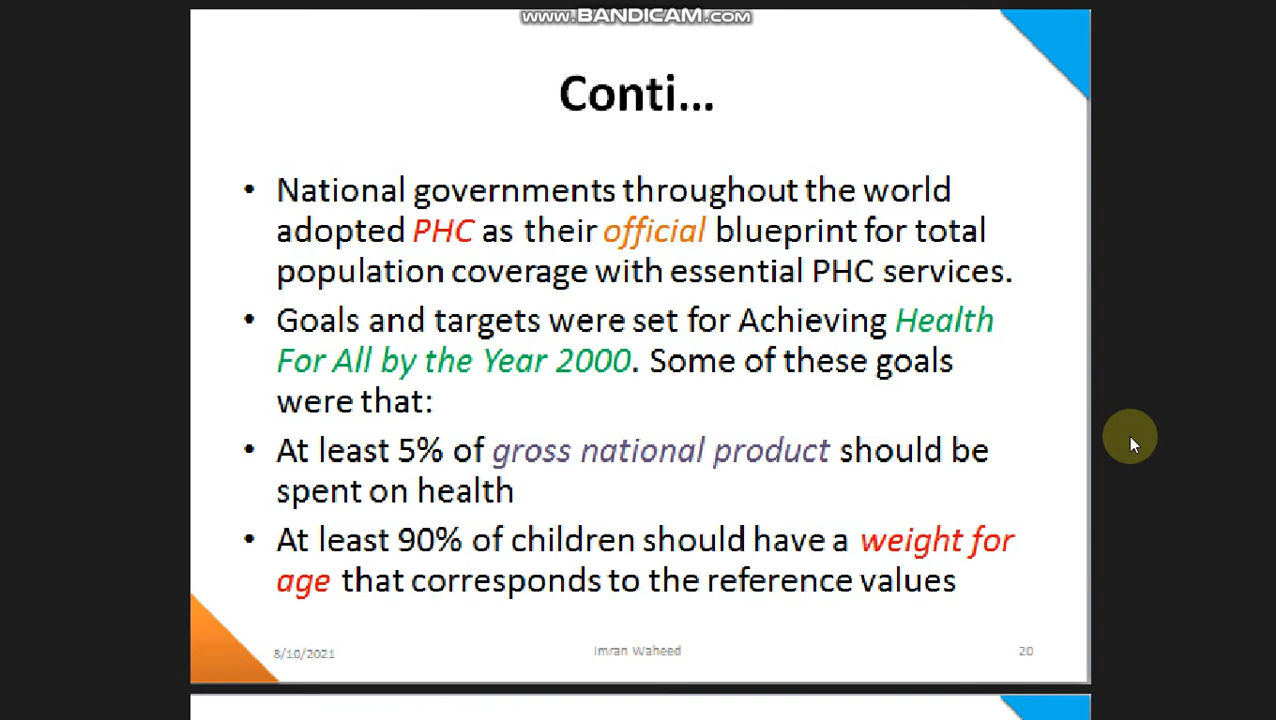 www.BANDICAM.com
Conti...
• National governments throughout the world
adopted PHC as their official blueprint for total
population coverage with essential PHC services.
• Goals and targets were set for Achieving Health
For All by the Year 2000. Some of these goals
were that:
• At least 5% of gross national product should be
spent on health
• At least 90% of children should have a weight for
age that corresponds to the reference values
8/10/2021 Imran Waheed 20